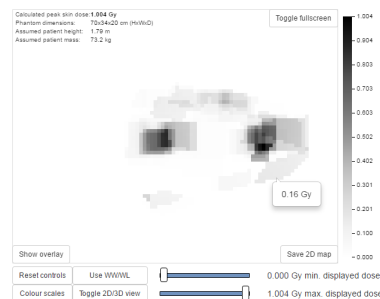 Calculated peak skin dose: 1.004 Gy
Phantom dimensions: 70x34x20 cm (HxWxD)
Assumed patient height: 1.79 m
Assumed patient mass: 73.2 kg
Toggle fullscreen
1.004
0.904
0.803
0.703
0.602
0.502
0.402
0.301
0.201
0.100
0.000
0.16 Gy
Show overlay
Save 2D map
Reset controls
Use WW/WL
0.000 Gy min. displayed dose
Colour scales
Toggle 2D/3D view
1.004 Gy max. displayed dose